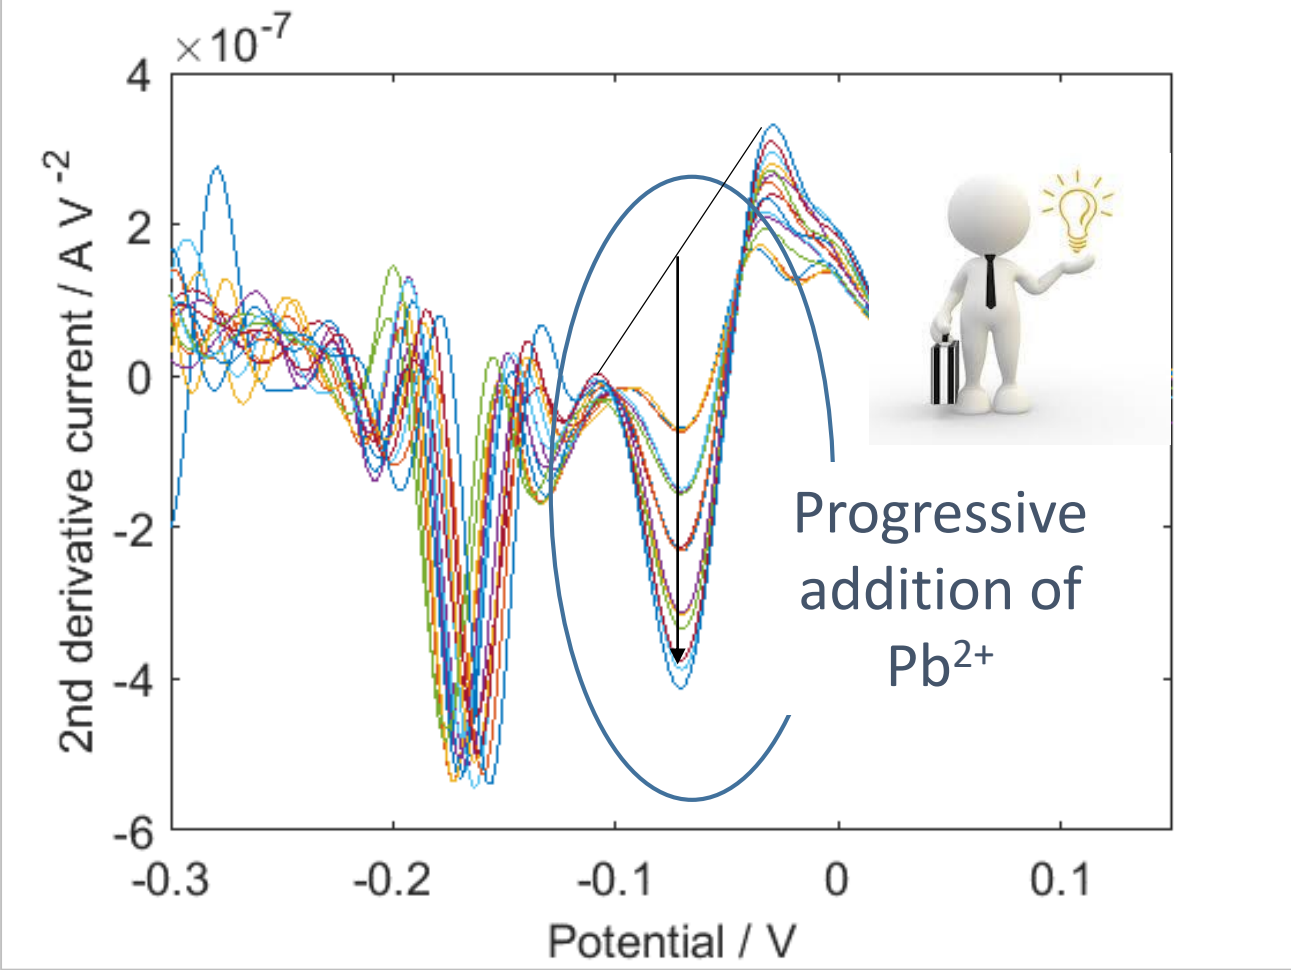 ×10-7
4
2
0
-2
-4
-6
2nd derivative current / A V -2
-0.3 -0.2 -0.1 0 0.1
Potential / V
Progressive
addition of
Pb2+